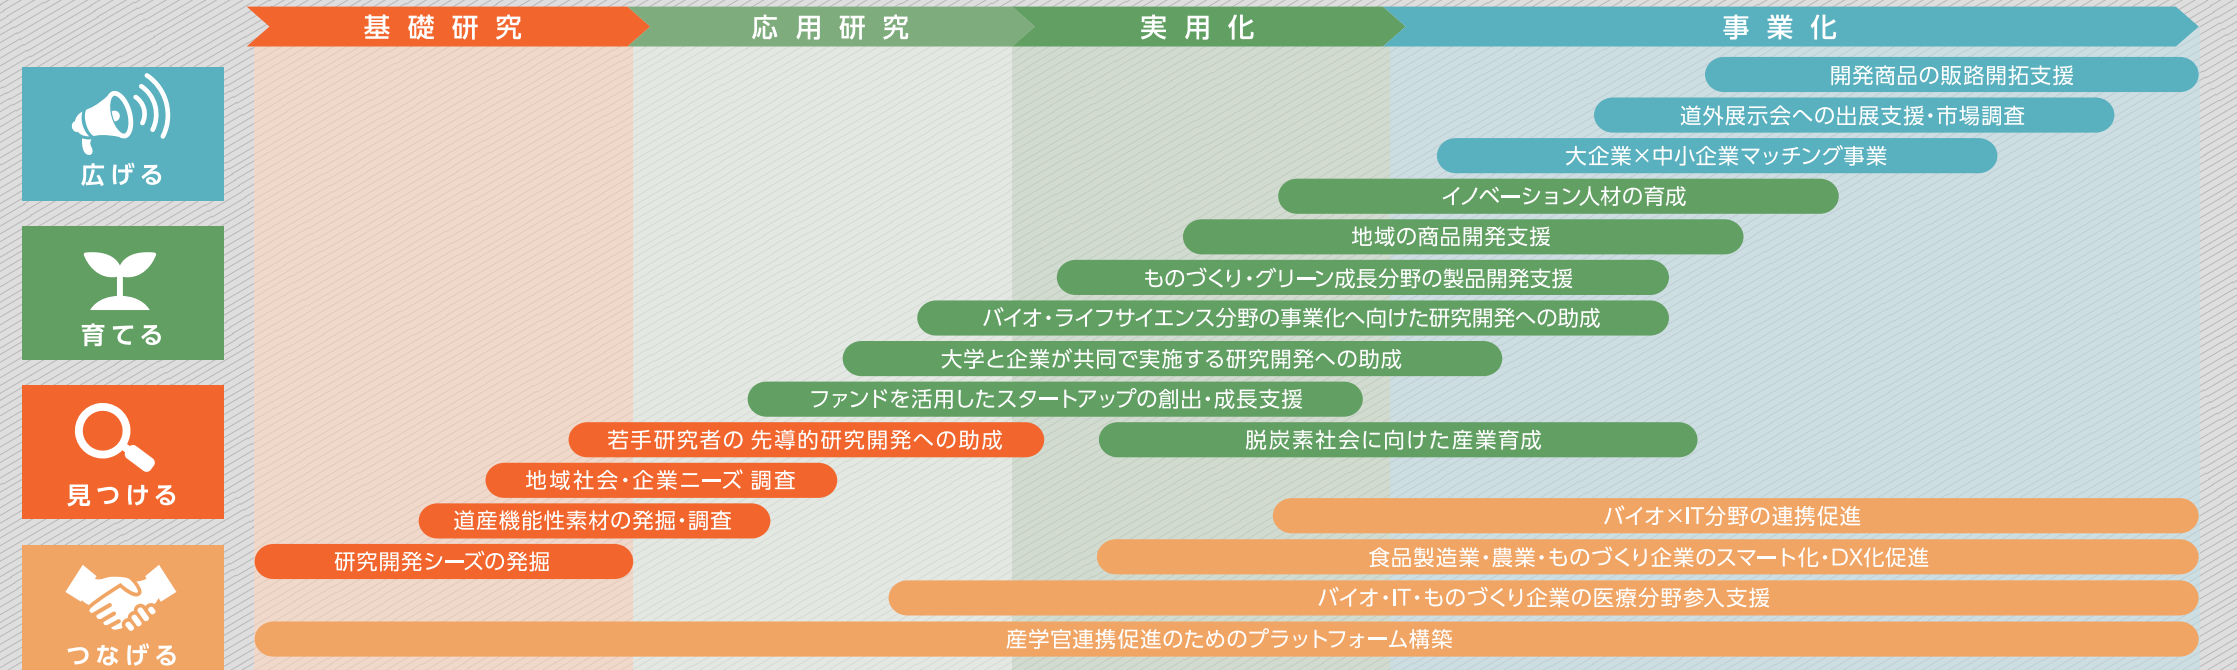 基礎研究
応用研究
実用化
事業化
広げる
育てる
見つける
つなげる
開発商品の販路開拓支援
道外展示会への出展支援・市場調査
大企業×中小企業マッチング事業
イノベーション人材の育成
地域の商品開発支援
ものづくり・グリーン成長分野の製品開発支援
バイオ・ライフサイエンス分野の事業化へ向けた研究開発への助成
大学と企業が共同で実施する研究開発への助成
ファンドを活用したスタートアップの創出・成長支援
若手研究者の 先導的研究開発への助成
脱炭素社会に向けた産業育成
地域社会・企業ニーズ 調査
道産機能性素材の発掘・調査
研究開発シーズの発掘
バイオ×IT分野の連携促進
食品製造業・農業・ものづくり企業のスマート化・DX化促進
バイオ・IT・ものづくり企業の医療分野参入支援
産学官連携促進のためのプラットフォーム構築